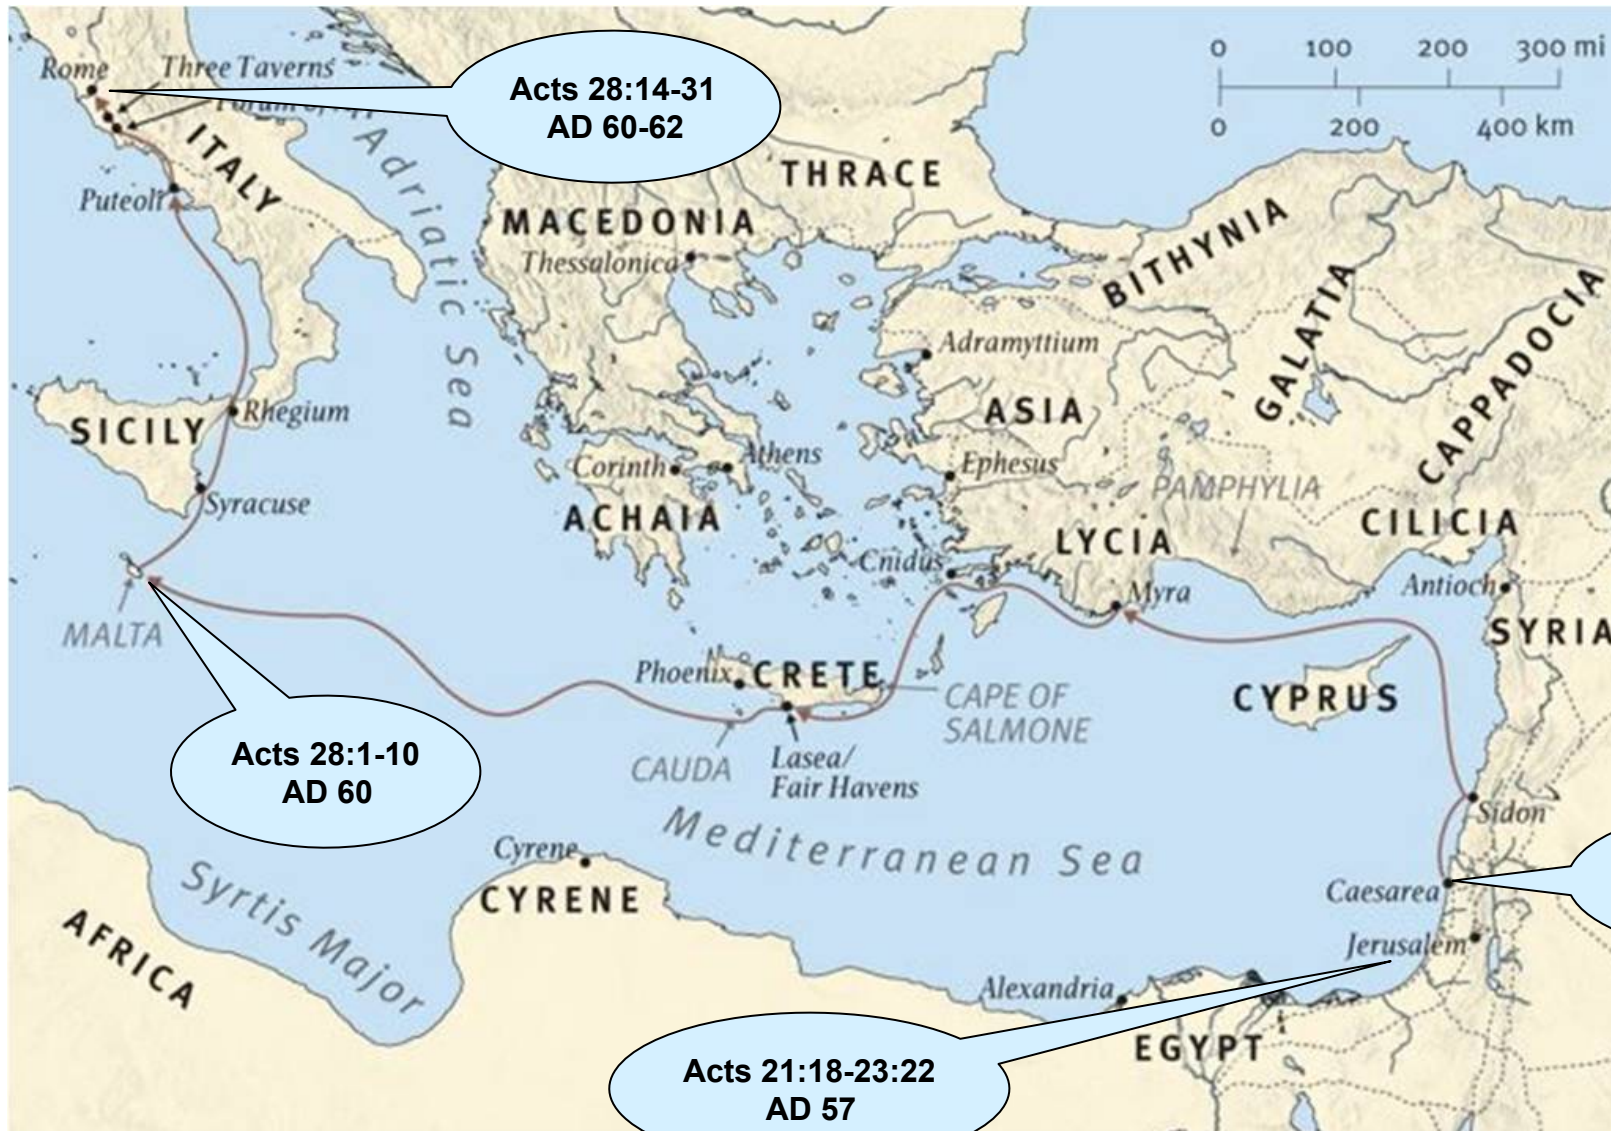 Rome
Three Taverns
Acts 28:14-31
AD 60-62
0 100 200 300 mi
0 200 400 km
ITALY
Adriatic Sea
Puteoli
THRACE
MACEDONIA
Thessalonica
BITHYNIA
GALATIA
CAPPADOCIA
Adramyttium
ASIA
SICILY
Rhegium
Syracuse
Corinth
Athens
ACHAIA
Ephesus
PAMPHYLIA
LYCIA
CILICIA
Cnidus
Myra
Antioch
SYRIA
MALTA
Phoenix
CRETE
CAPE OF
SALMONE
CYPRUS
CAUDA
Lasea/
Fair Havens
Acts 28:1-10
AD 60
Mediterranean Sea
Sidon
Cyrene
CYRENE
Syrtis Major
AFRICA
Caesarea
Jerusalem
Alexandria
EGYPT
Acts 21:18-23:22
AD 57